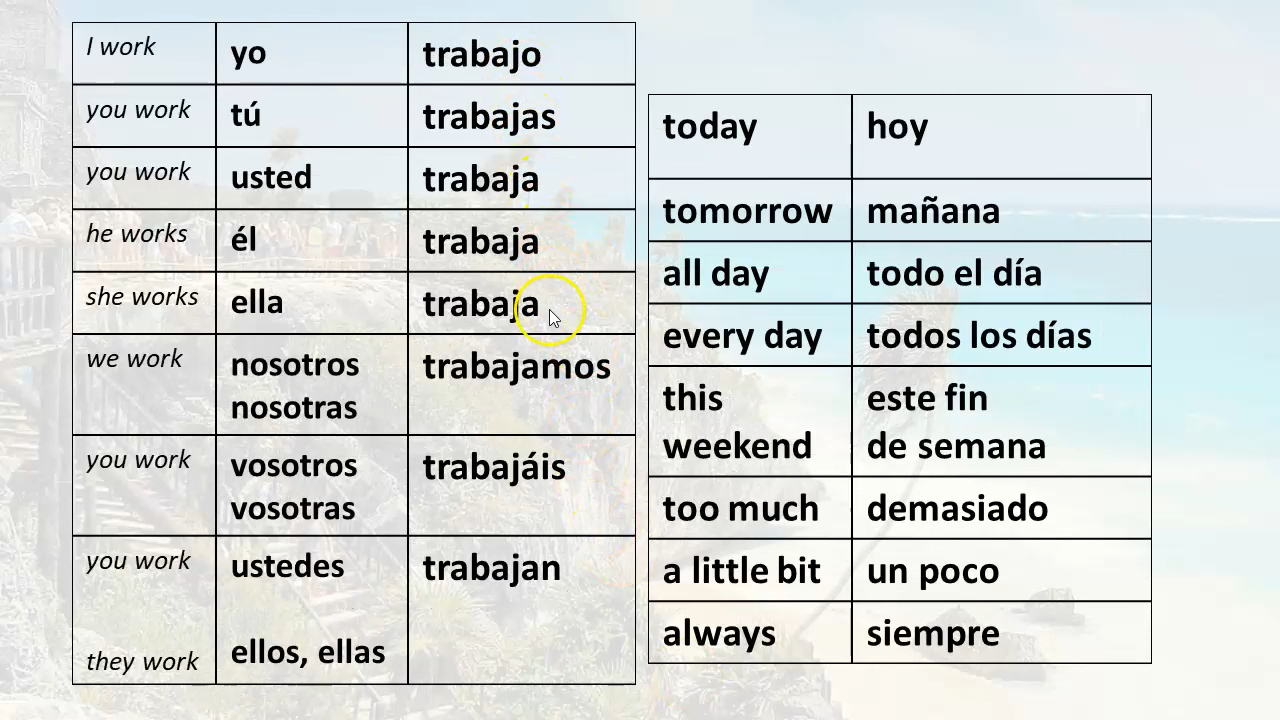 I work yo trabajo
you work tú trabajas
you work usted trabaja
he works él trabaja
she works ella trabaja
we work nosotros trabajamos
nosotras
you work vosotros trabajáis
vosotras
you work ustedes trabajan
they work ellos, ellas
today hoy
tomorrow mañana
all day todo el día
every day todos los días
this este fin
weekend de semana
too much demasiado
a little bit un poco
always siempre